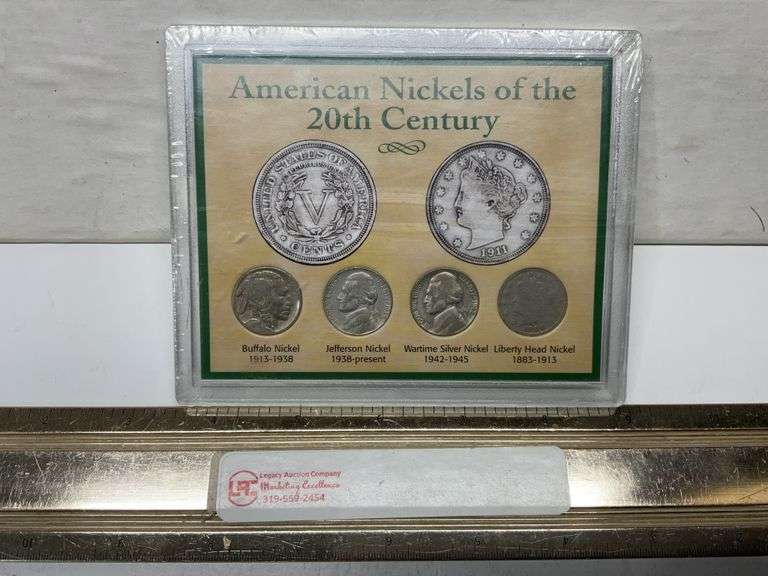 American Nickels of the
20th Century
UNITED STATES OF AMERICA
V
CENTS
1911
Buffalo Nickel
1913-1938
Jefferson Nickel
1938-present
Wartime Silver Nickel
1942-1945
Liberty Head Nickel
1883-1913
Legacy Auction Company
Marketing Excellence
319-559-2454